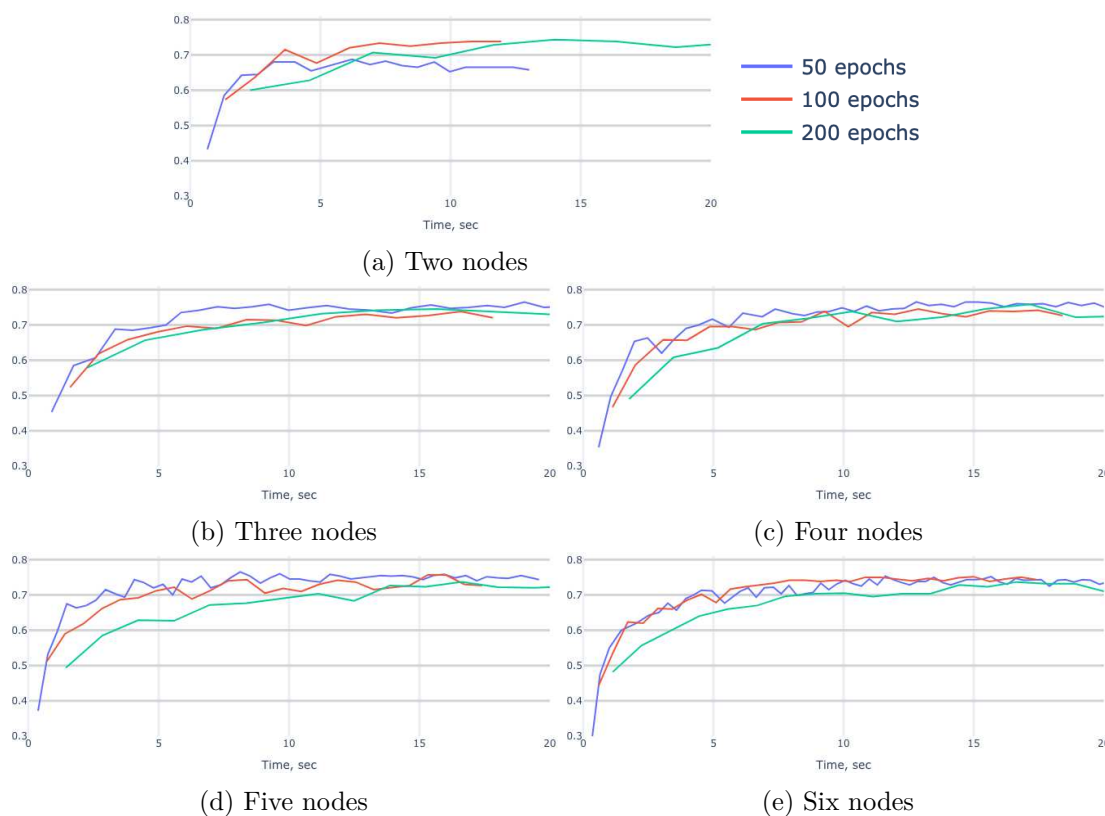 0.8
0.7
0.6
0.5
0.4
0.3
0 5 10 15 20
Time, sec
50 epochs
100 epochs
200 epochs
(a) Two nodes
0.8
0.7
0.6
0.5
0.4
0.3
0 5 10 15 20
Time, sec
(b) Three nodes
0.8
0.7
0.6
0.5
0.4
0.3
0 5 10 15 20
Time, sec
(c) Four nodes
0.8
0.7
0.6
0.5
0.4
0.3
0 5 10 15 20
Time, sec
(d) Five nodes
0.8
0.7
0.6
0.5
0.4
0.3
0 5 10 15 20
Time, sec
(e) Six nodes